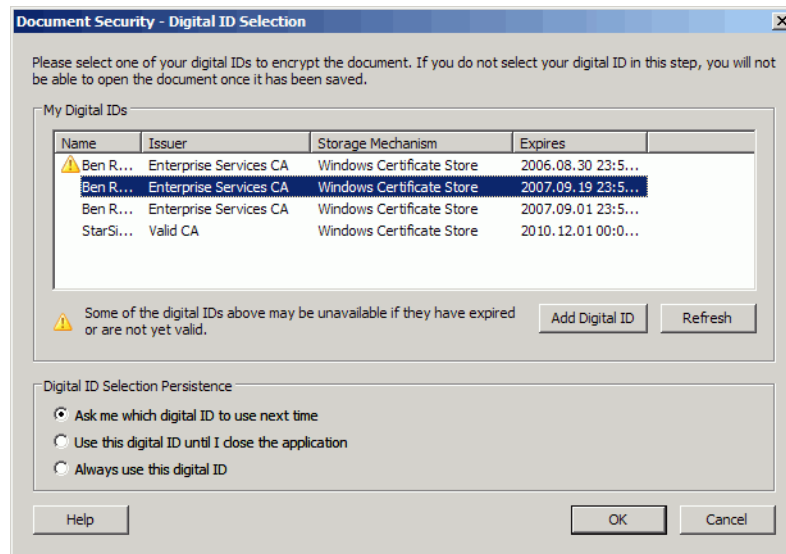 Document Security - Digital ID Selection
Please select one of your digital IDs to encrypt the document. If you do not select your digital ID in this step, you will not
be able to open the document once it has been saved.
My Digital IDs
Name Issuer Storage Mechanism Expires
Ben R... Enterprise Services CA Windows Certificate Store 2006.08.30 23:5...
Ben R... Enterprise Services CA Windows Certificate Store 2007.09.19 23:5...
Ben R... Enterprise Services CA Windows Certificate Store 2007.09.01 23:5...
StarSi... Valid CA Windows Certificate Store 2010.12.01 00:0...
Some of the digital IDs above may be unavailable if they have expired
or are not yet valid.
Add Digital ID Refresh
Digital ID Selection Persistence
Ask me which digital ID to use next time
Use this digital ID until I close the application
Always use this digital ID
Help OK Cancel